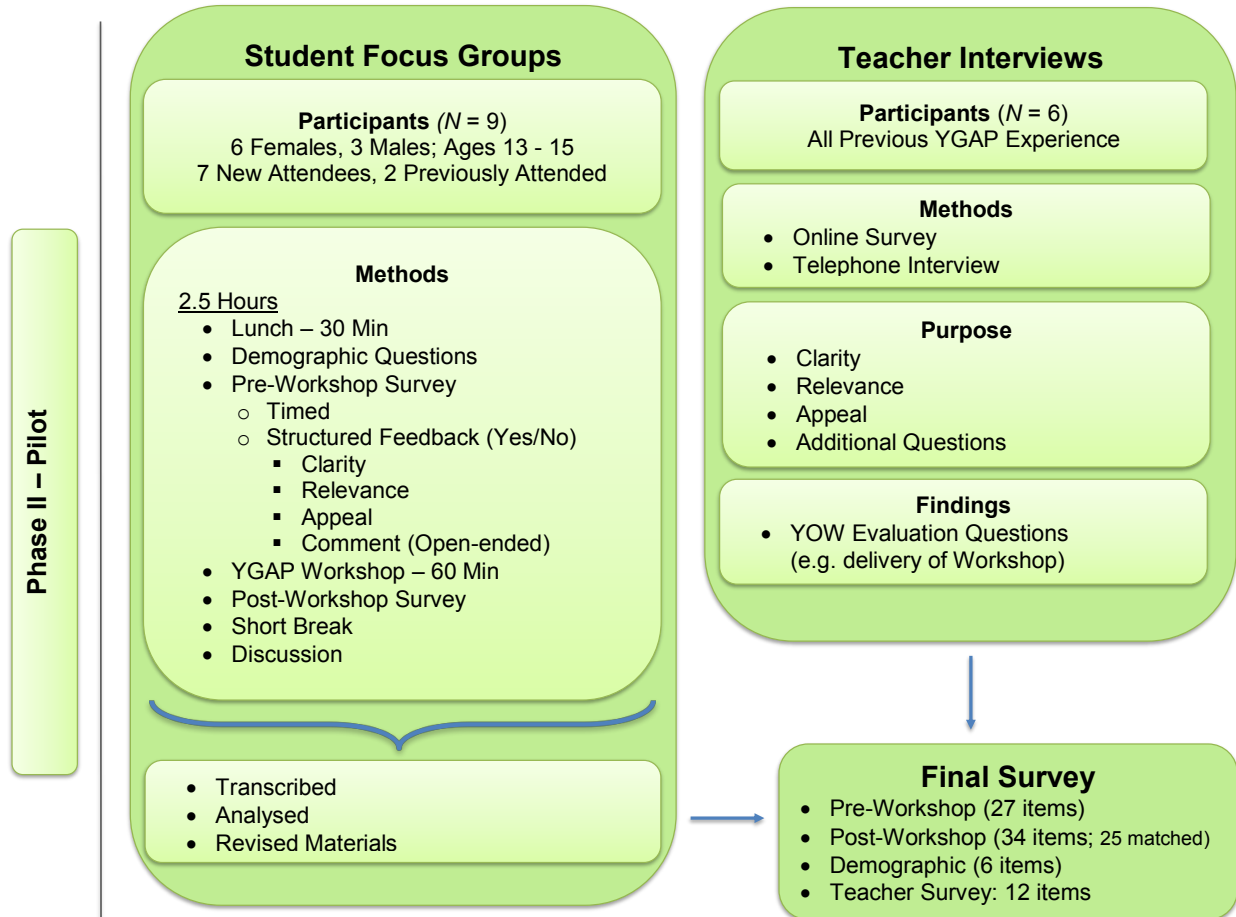 Phase II – Pilot
Student Focus Groups
Participants (N = 9)
6 Females, 3 Males; Ages 13 - 15
7 New Attendees, 2 Previously Attended
Methods
2.5 Hours
• Lunch – 30 Min
• Demographic Questions
• Pre-Workshop Survey
o Timed
o Structured Feedback (Yes/No)
▪ Clarity
▪ Relevance
▪ Appeal
▪ Comment (Open-ended)
• YGAP Workshop – 60 Min
• Post-Workshop Survey
• Short Break
• Discussion
• Transcribed
• Analysed
• Revised Materials
Teacher Interviews
Participants (N = 6)
All Previous YGAP Experience
Methods
• Online Survey
• Telephone Interview
Purpose
• Clarity
• Relevance
• Appeal
• Additional Questions
Findings
• YOW Evaluation Questions
(e.g. delivery of Workshop)
Final Survey
• Pre-Workshop (27 items)
• Post-Workshop (34 items; 25 matched)
• Demographic (6 items)
• Teacher Survey: 12 items